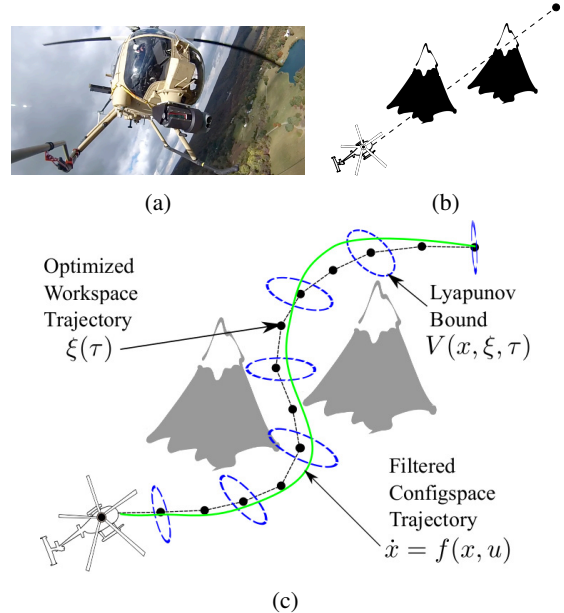 (a)
(b)
Optimized
Workspace
Trajectory
ξ(τ)
Lyapunov
Bound
V(x, ξ, τ)
Filtered
Configspace
Trajectory
ẋ = f(x, u)
(c)